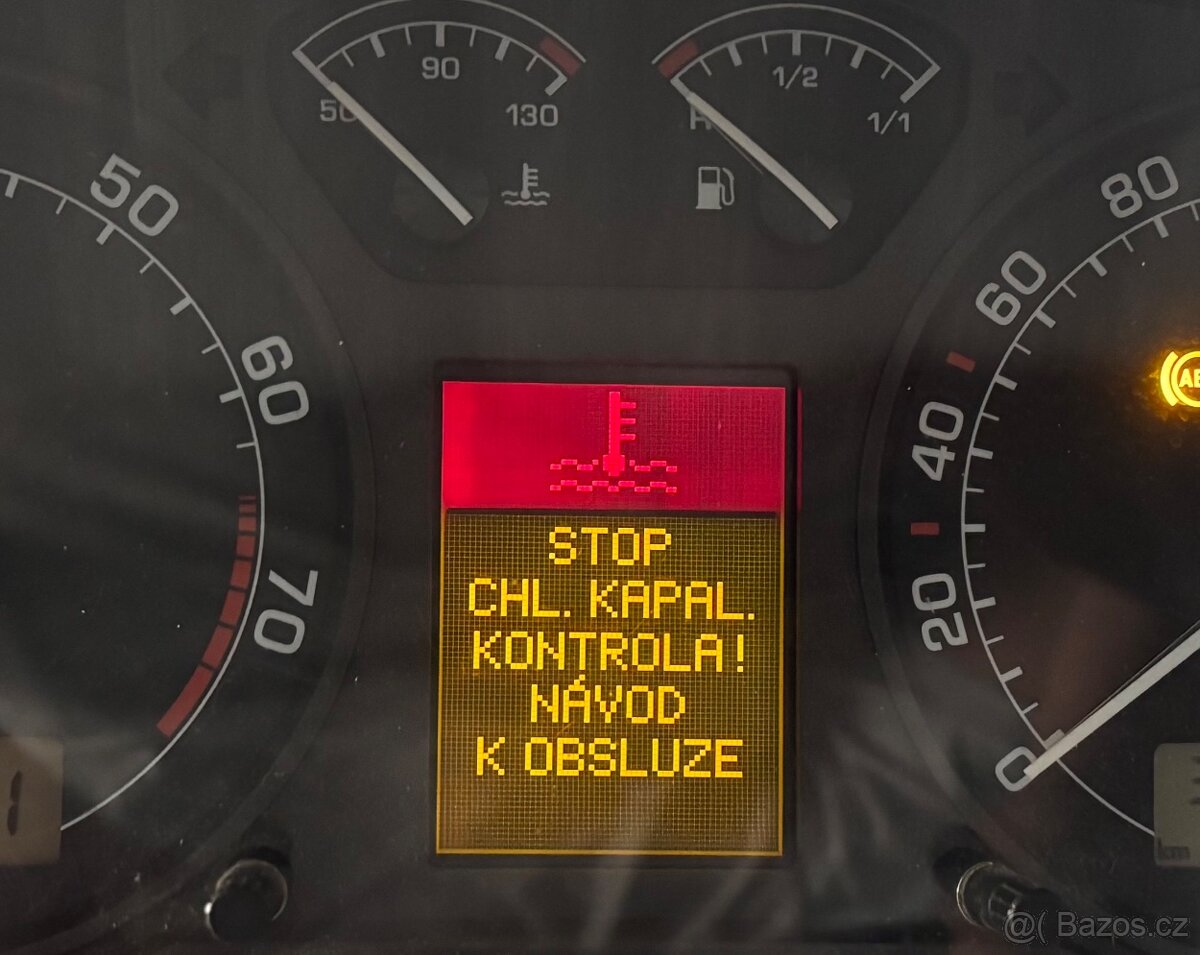 50 90 130
R 1/2 1/1
50
60
70
80
60
40
20
0
STOP
CHL. KAPAL.
KONTROLA!
NÁVOD
K OBSLUZE
km
@( Bazos.cz